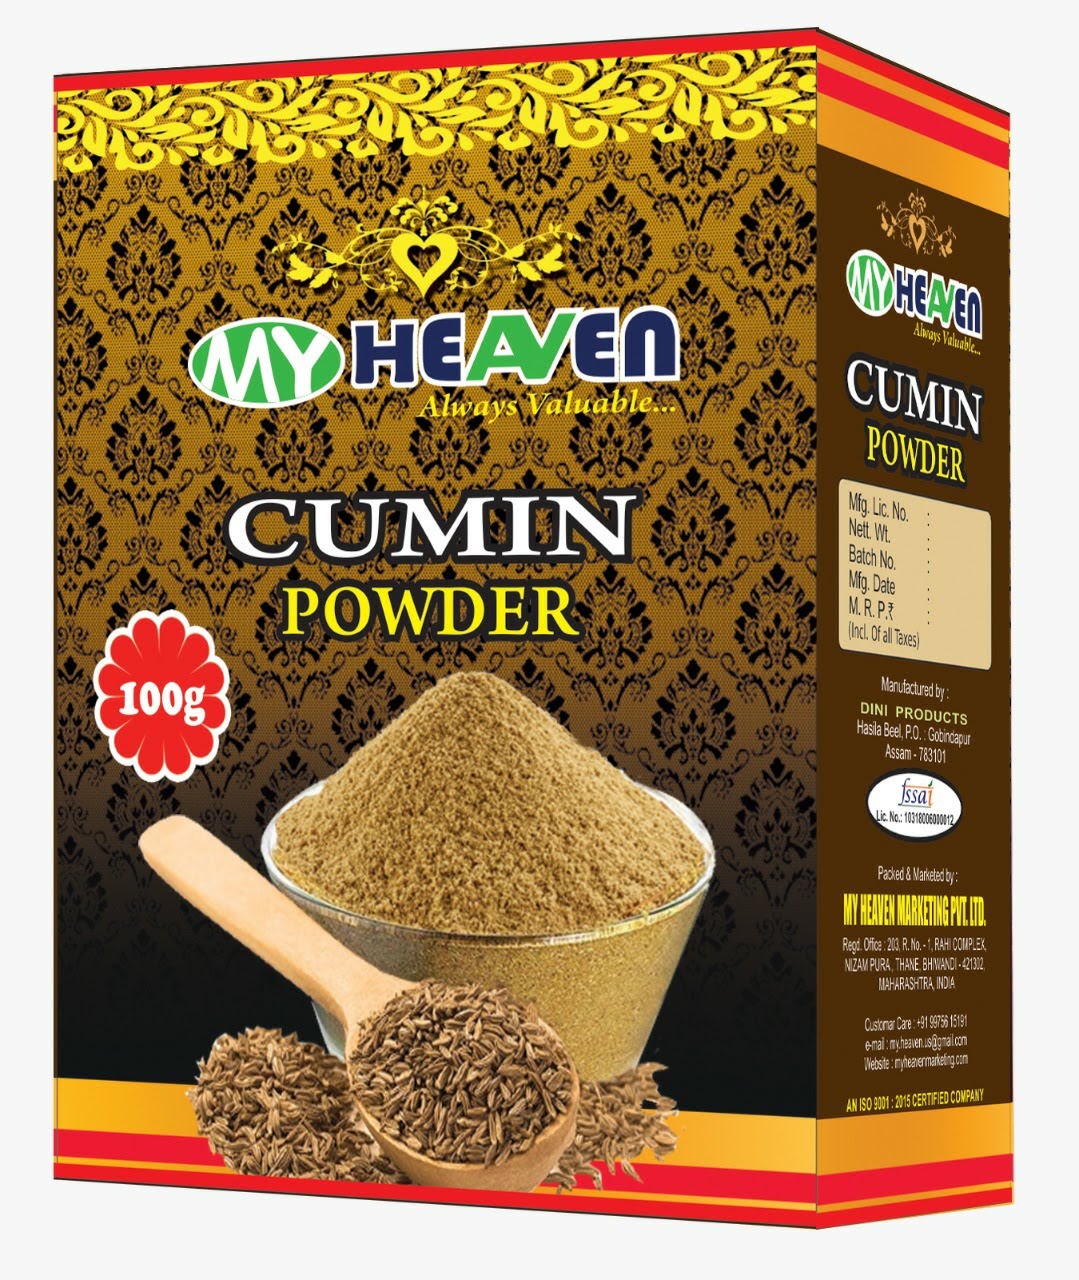 MY HEAVEN
Always Valuable...
CUMIN
POWDER
100g
MY HEAVEN
Always Valuable...
CUMIN
POWDER
Mfg. Lic. No. :
Nett. Wt. :
Batch No. :
Mfg. Date :
M. R. P.₹ :
(Incl. Of all Taxes)
Manufactured by :
DINI PRODUCTS
Hasila Beel, P.O. : Gobindapur
Assam - 783101
fssai
Lic. No.: 10318006000012
Packed & Marketed by :
MY HEAVEN MARKETING PVT. LTD.
Regd. Office : 203, R. No. - 1, RAHI COMPLEX,
NIZAM PURA, THANE, BHIWANDI - 421302,
MAHARASHTRA, INDIA
Customar Care : +91 99756 15191
e-mail : my.heaven.us@gmail.com
Website : myheavenmarketing.com
AN ISO 9001 : 2015 CERTIFIED COMPANY